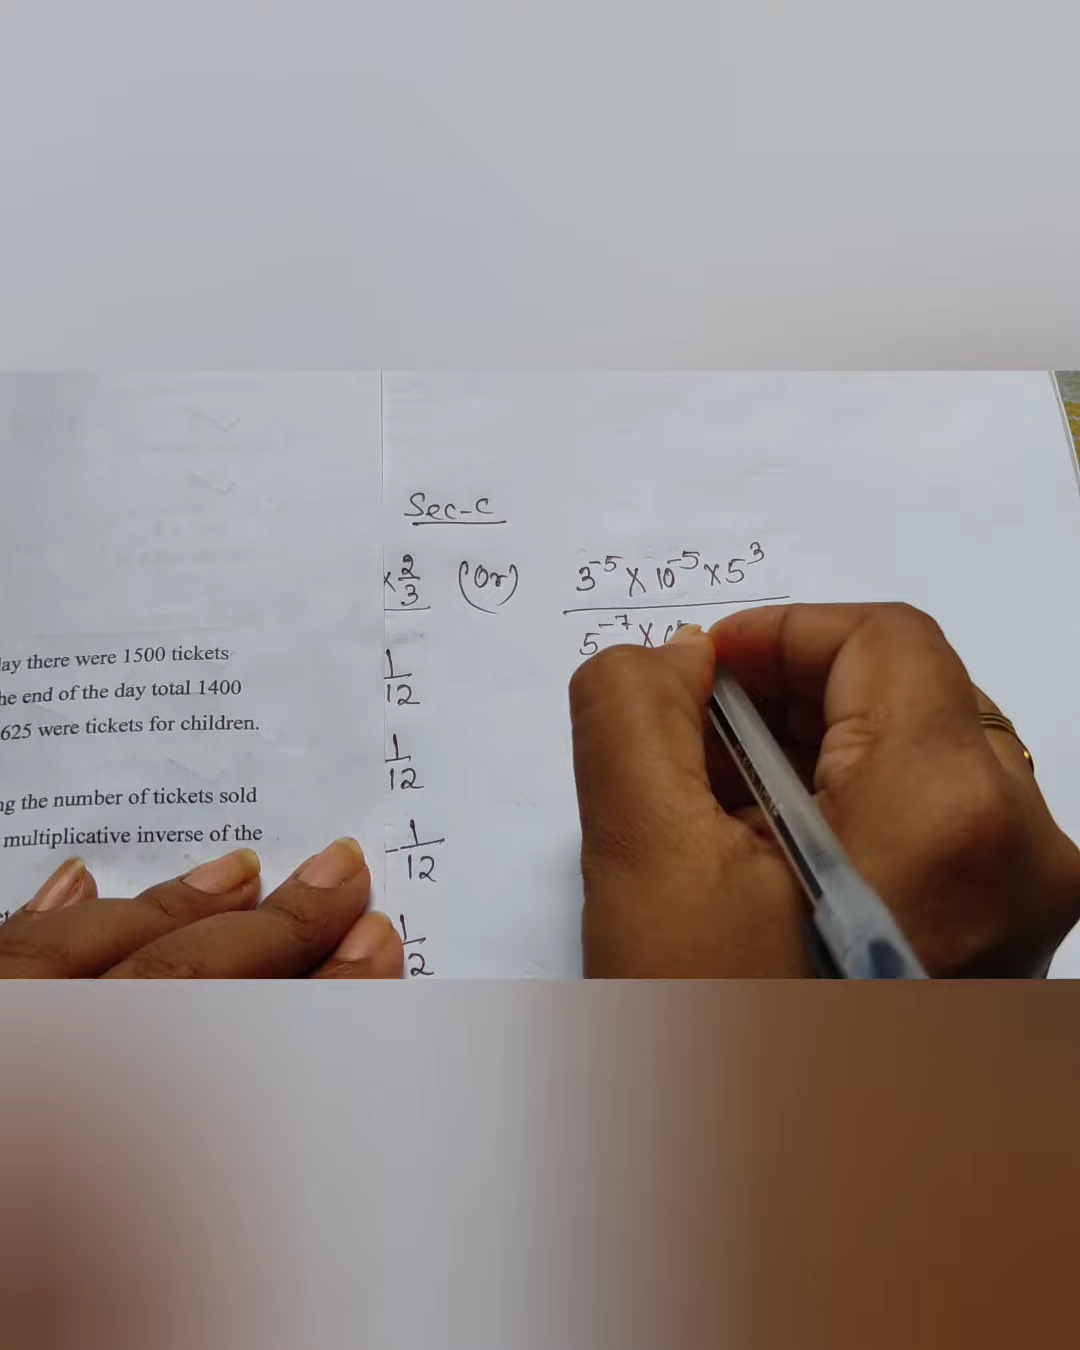 Sec-C
× 2/3 (Or) 3^-5 × 10^-5 × 5^3
5^-7 ×
1/12
1/12
-1/12
1/2
day there were 1500 tickets
the end of the day total 1400
625 were tickets for children.
the number of tickets sold
multiplicative inverse of the